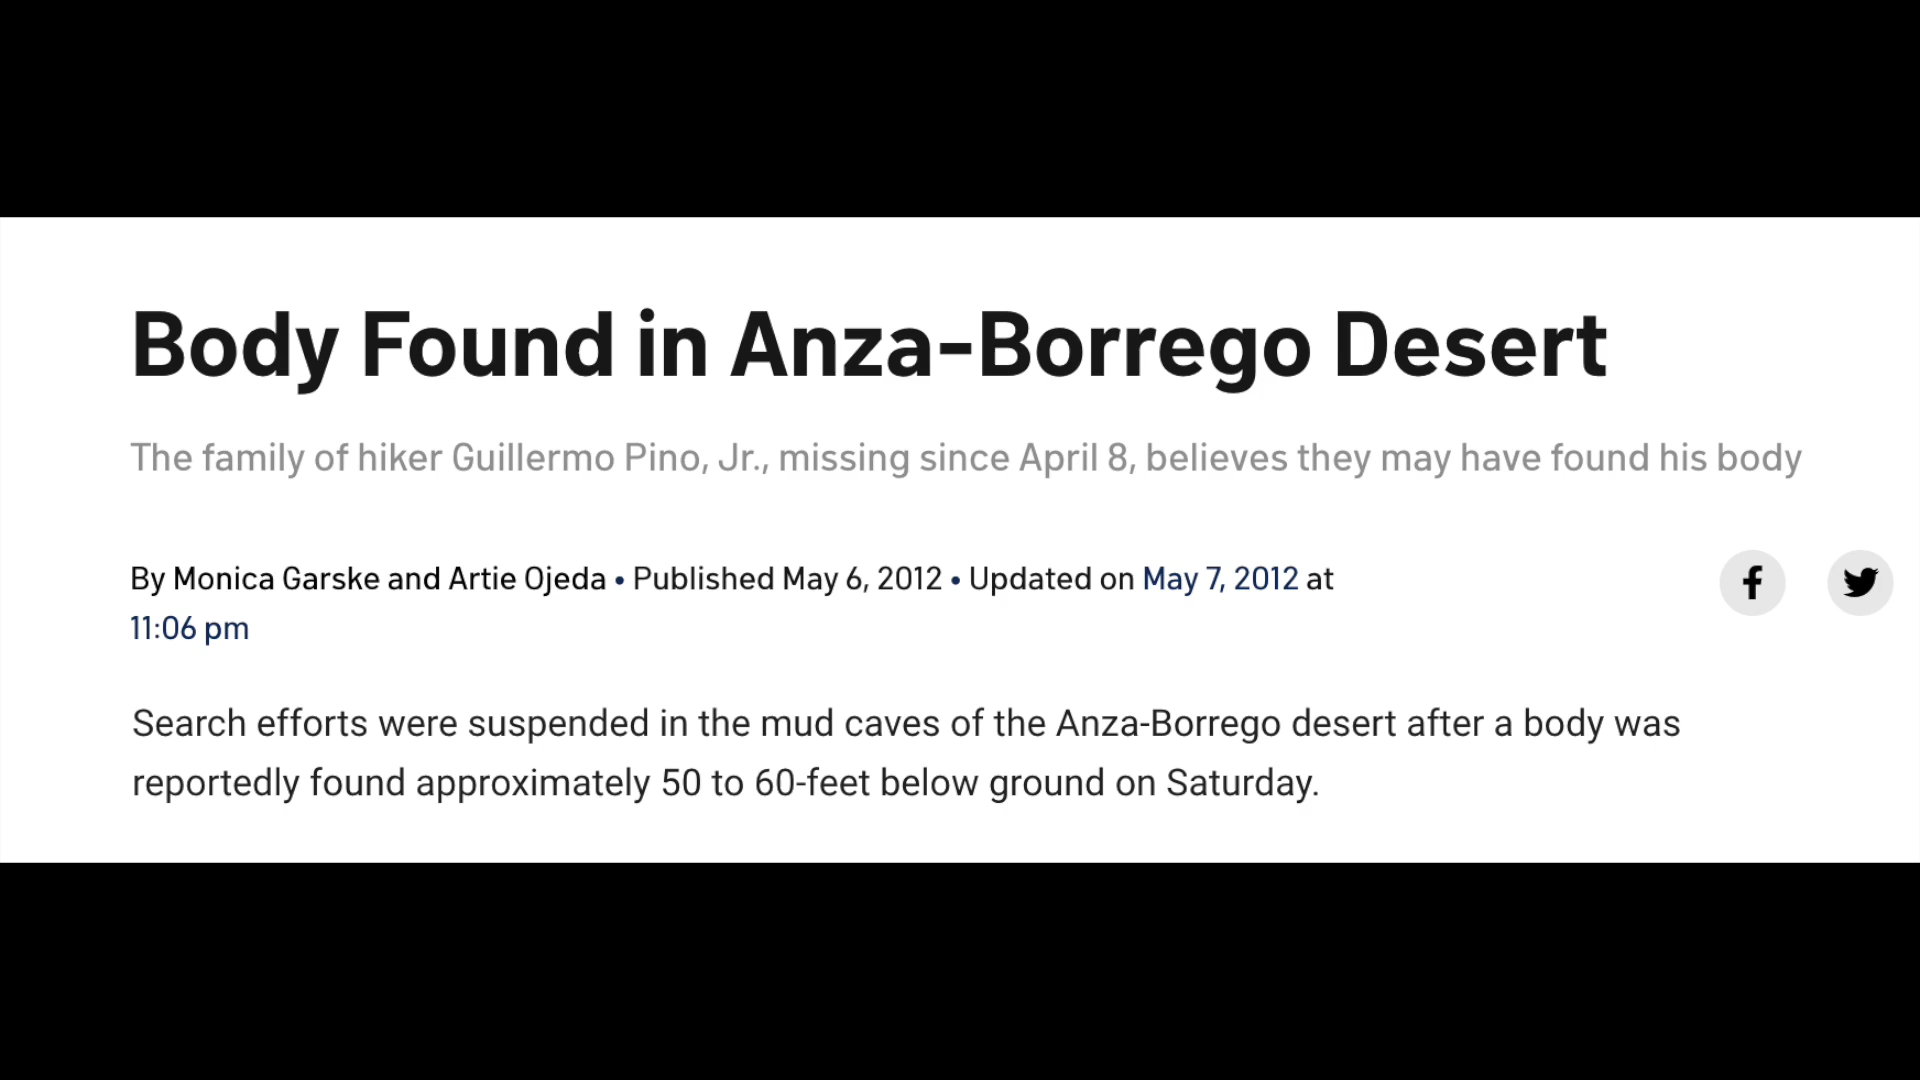 Body Found in Anza-Borrego Desert
The family of hiker Guillermo Pino, Jr., missing since April 8, believes they may have found his body
By Monica Garske and Artie Ojeda • Published May 6, 2012 • Updated on May 7, 2012 at
11:06 pm
Search efforts were suspended in the mud caves of the Anza-Borrego desert after a body was
reportedly found approximately 50 to 60-feet below ground on Saturday.